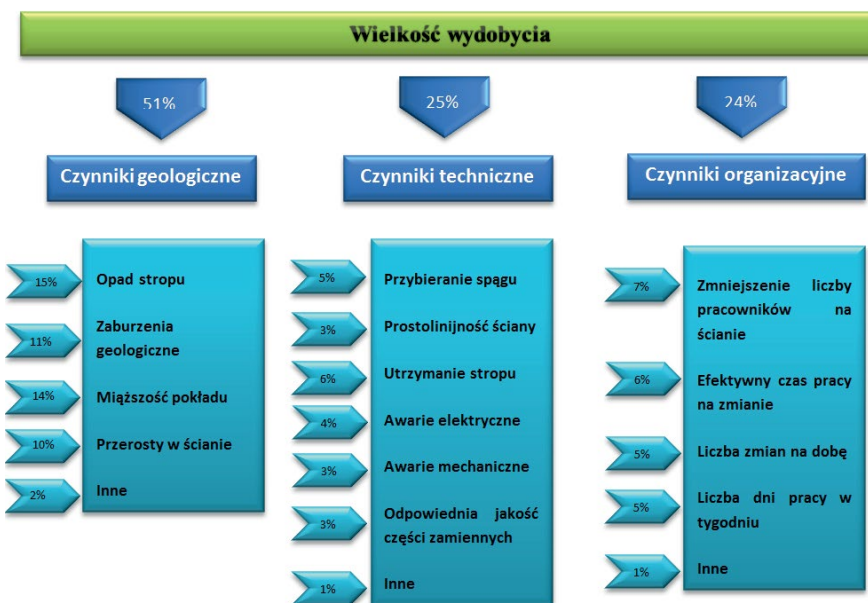 Wielkość wydobycia
51%
25%
24%
Czynniki geologiczne
Czynniki techniczne
Czynniki organizacyjne
15%
Opad stropu
11%
Zaburzenia
geologiczne
14%
Miąższość pokładu
10%
Przerosty w ścianie
2%
Inne
5%
Przybieranie spągu
3%
Prostolinijność ściany
6%
Utrzymanie stropu
4%
Awarie elektryczne
3%
Awarie mechaniczne
3%
Odpowiednia jakość
części zamiennych
1%
Inne
7%
Zmniejszenie liczby
pracowników na
ścianie
6%
Efektywny czas pracy
na zmianie
5%
Liczba zmian na dobę
5%
Liczba dni pracy w
tygodniu
1%
Inne